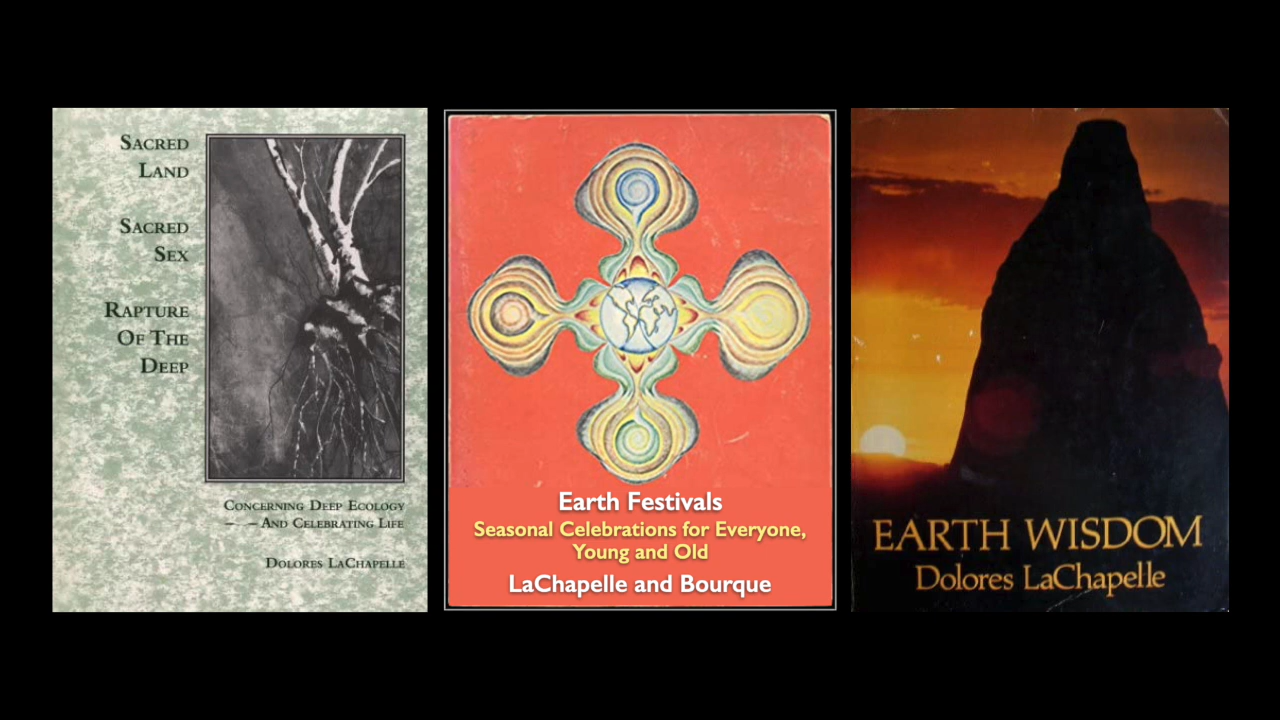 Sacred
Land
Sacred
Sex
Rapture
Of The
Deep
Concerning Deep Ecology
– – And Celebrating Life
Dolores LaChapelle
Earth Festivals
Seasonal Celebrations for Everyone,
Young and Old
LaChapelle and Bourque
EARTH WISDOM
Dolores LaChapelle